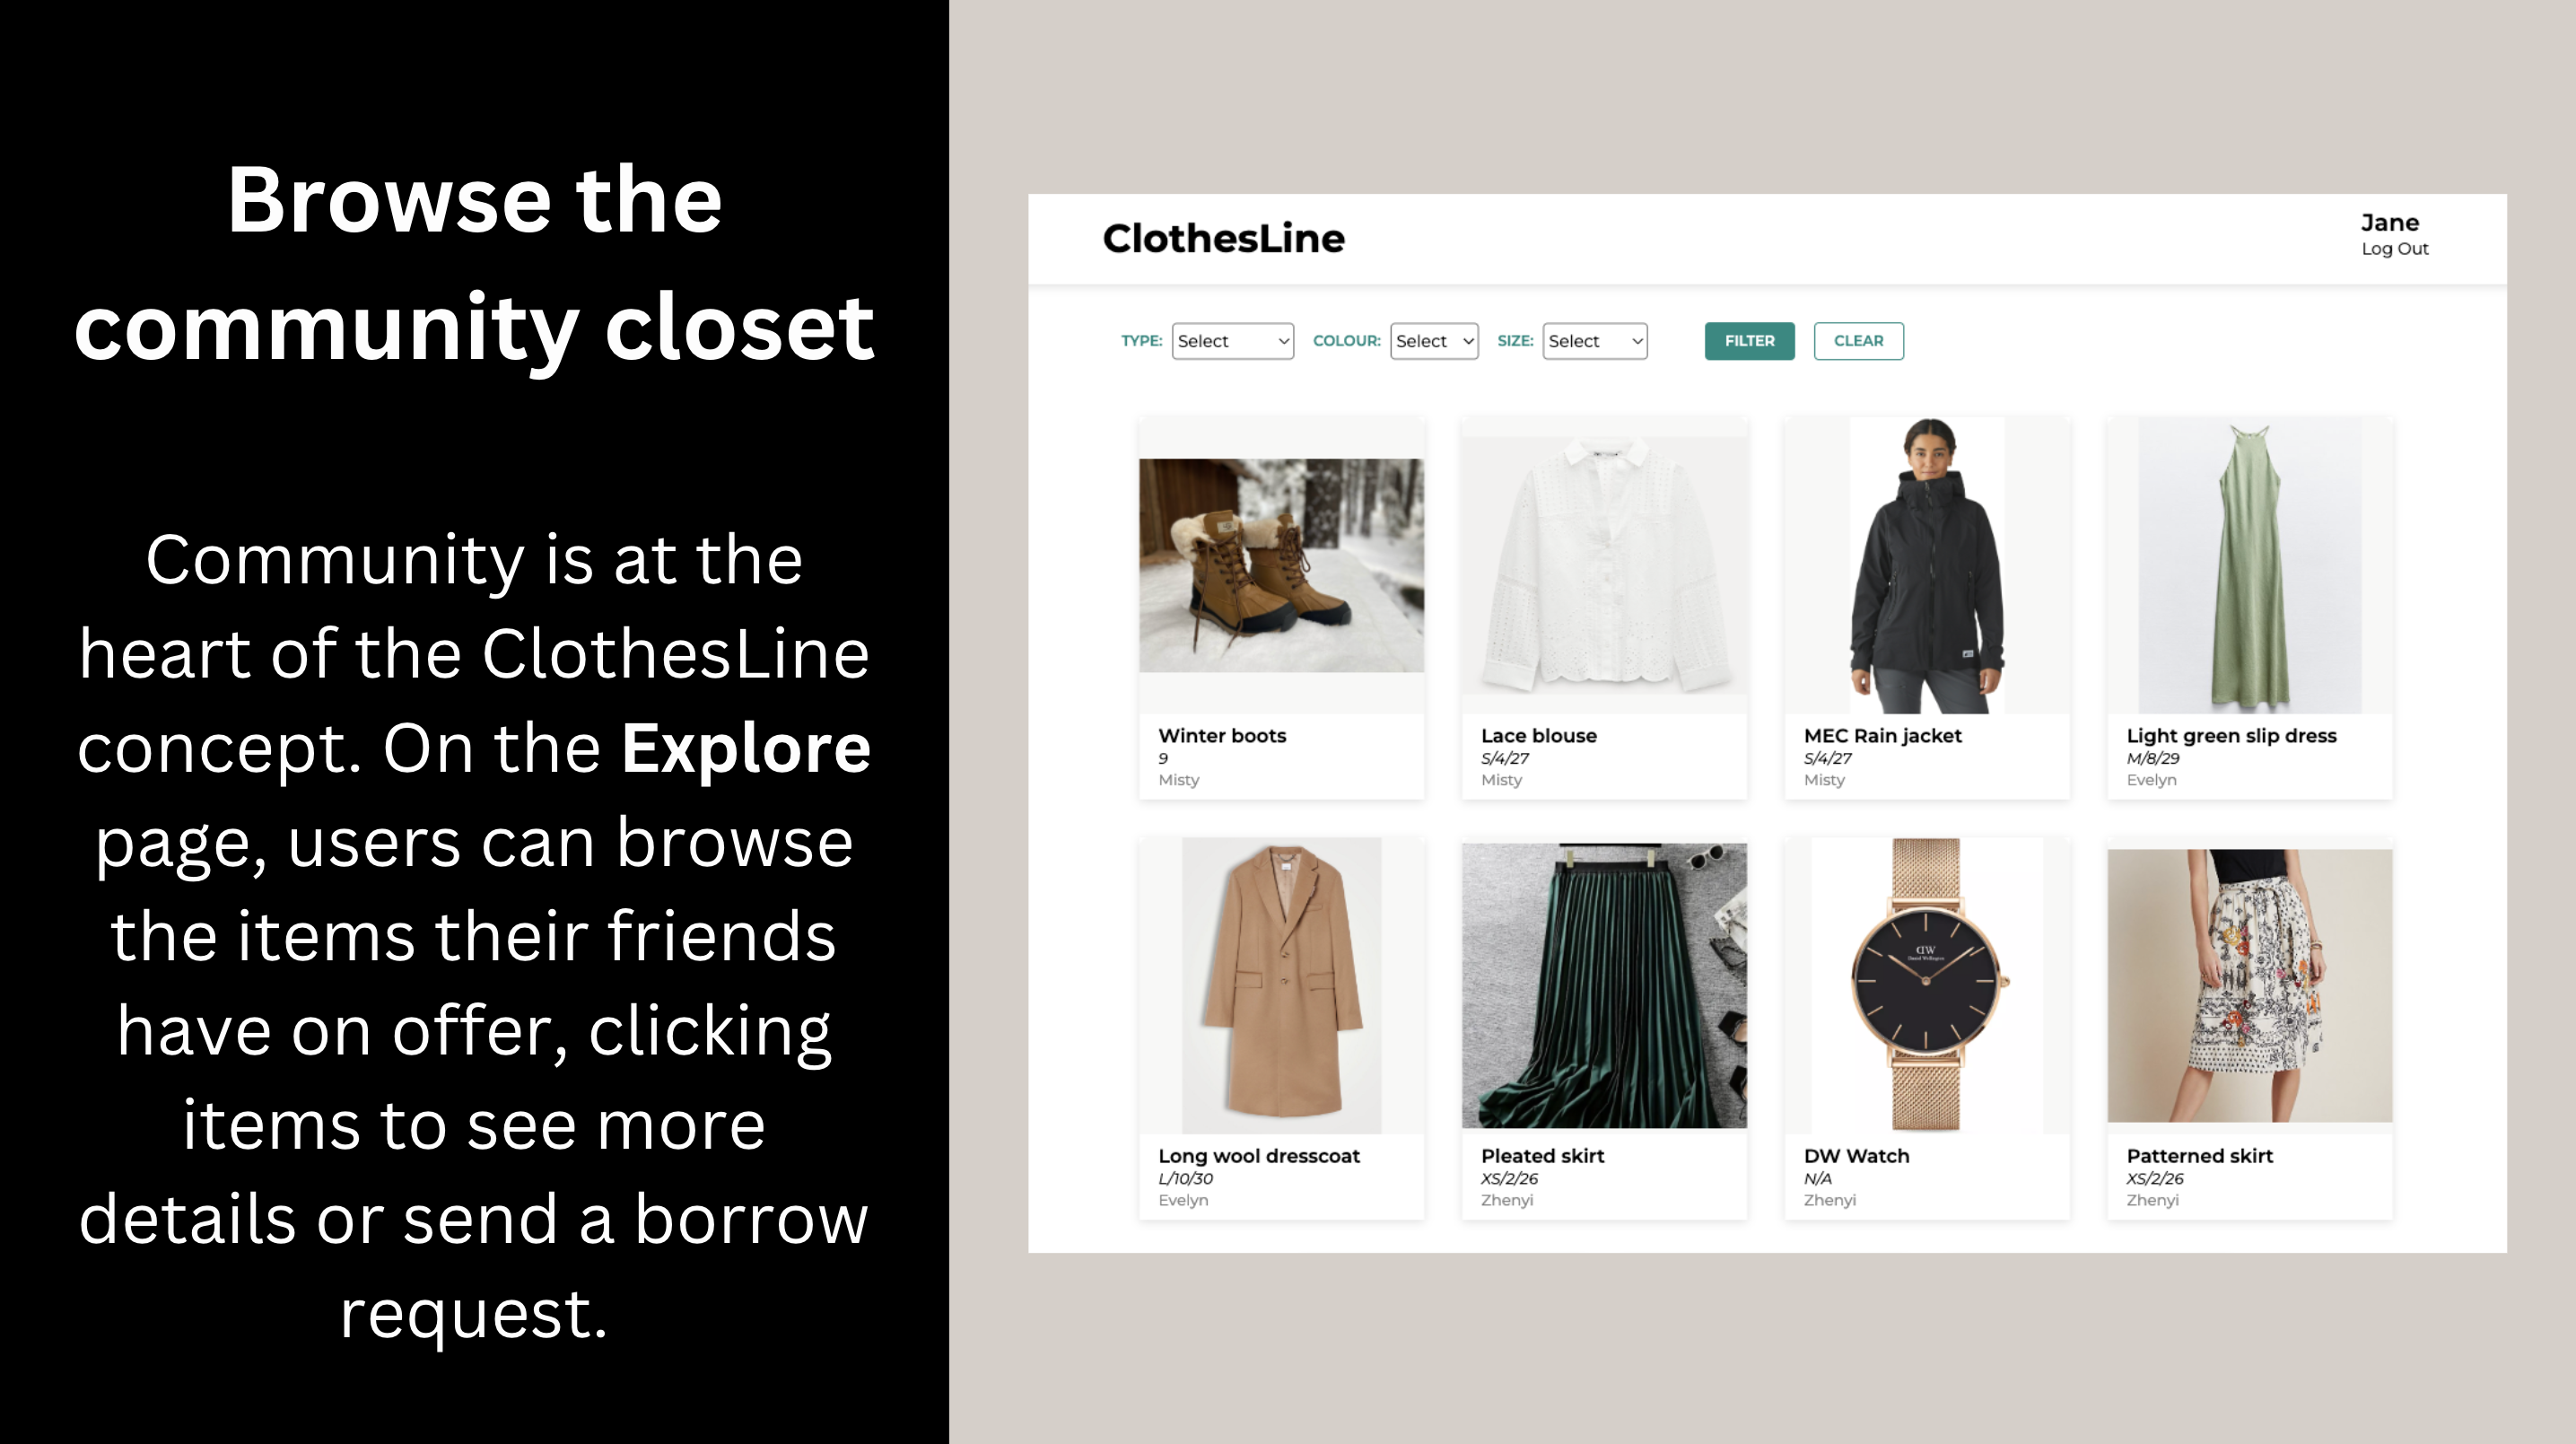 Browse the
community closet
Community is at the
heart of the ClothesLine
concept. On the Explore
page, users can browse
the items their friends
have on offer, clicking
items to see more
details or send a borrow
request.
ClothesLine
Jane
Log Out
TYPE: Select COLOUR: Select SIZE: Select FILTER CLEAR
Winter boots
9
Misty
Lace blouse
S/4/27
Misty
MEC Rain jacket
S/4/27
Misty
Light green slip dress
M/8/29
Evelyn
Long wool dresscoat
L/10/30
Evelyn
Pleated skirt
XS/2/26
Zhenyi
DW
Daniel Wellington
DW Watch
N/A
Zhenyi
Patterned skirt
XS/2/26
Zhenyi